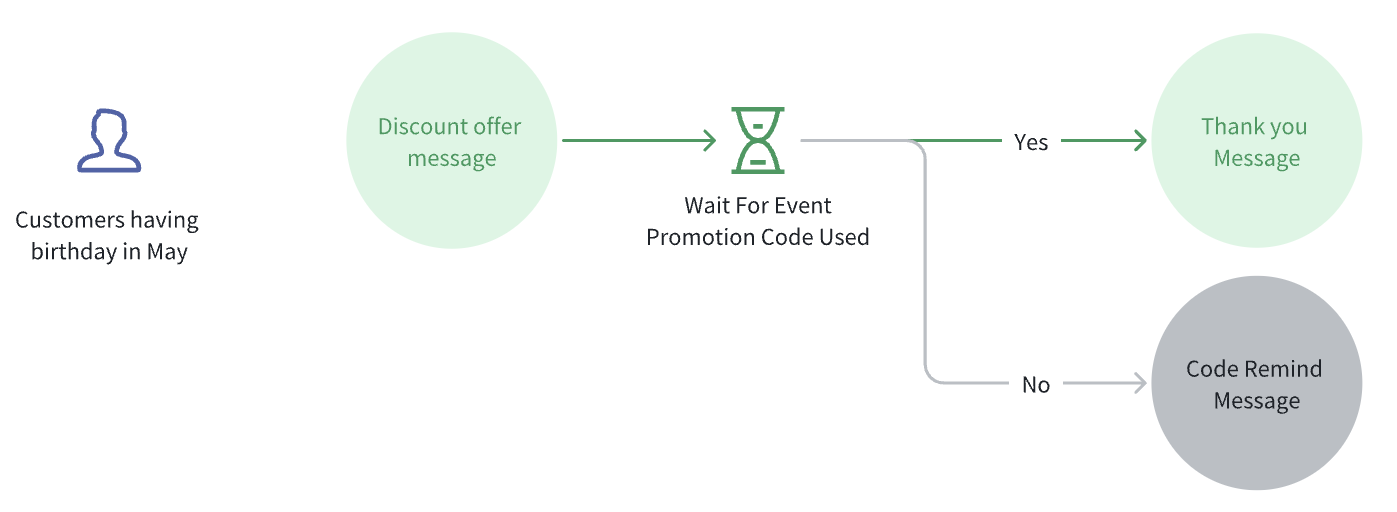 Customers having
birthday in May
Discount offer
message
Wait For Event
Promotion Code Used
Yes
Thank you
Message
No
Code Remind
Message